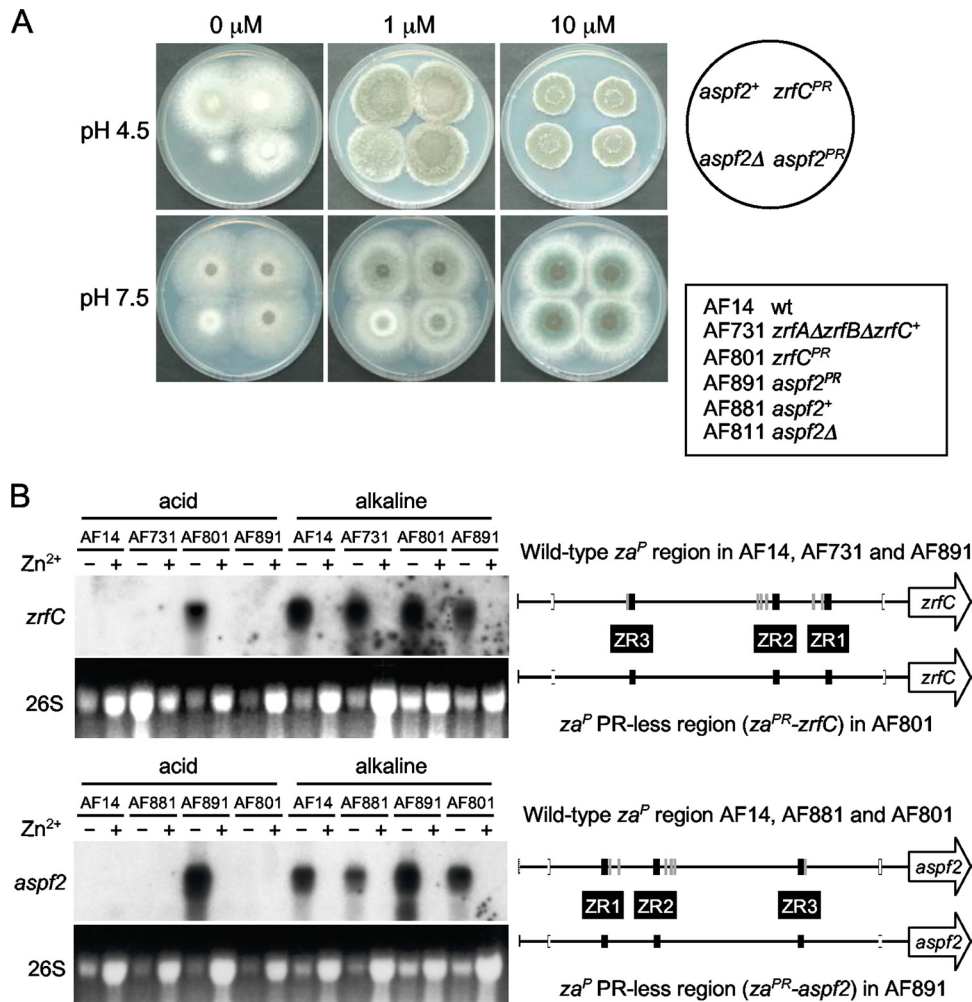 A
0 μM 1 μM 10 μM
pH 4.5
pH 7.5
aspf2+ zrfCPR
aspf2Δ aspf2PR
AF14 wt
AF731 zrfAΔzrfBΔzrfC+
AF801 zrfCPR
AF891 aspf2PR
AF881 aspf2+
AF811 aspf2Δ
B
acid alkaline
AF14 AF731 AF801 AF891 AF14 AF731 AF801 AF891
Zn2+ − + − + − + − + − + − + − + − +
zrfC
26S
Wild-type zaP region in AF14, AF731 and AF891
zrfC
ZR3 ZR2 ZR1
zrfC
zaP PR-less region (zaPR-zrfC) in AF801
acid alkaline
AF14 AF881 AF891 AF801 AF14 AF881 AF891 AF801
Zn2+ − + − + − + − + − + − + − + − +
aspf2
26S
Wild-type zaP region AF14, AF881 and AF801
aspf2
ZR1 ZR2 ZR3
aspf2
zaP PR-less region (zaPR-aspf2) in AF891